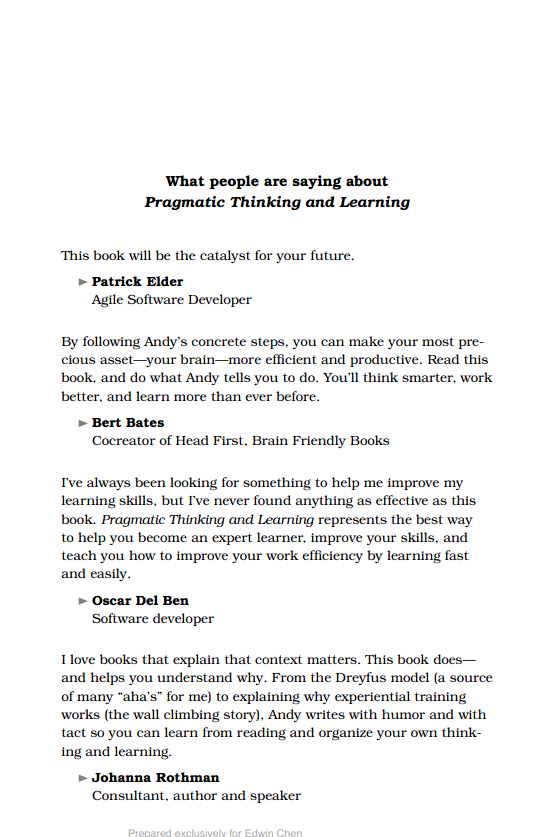 What people are saying about
Pragmatic Thinking and Learning
This book will be the catalyst for your future.
► Patrick Elder
Agile Software Developer
By following Andy’s concrete steps, you can make your most pre-
cious asset—your brain—more efficient and productive. Read this
book, and do what Andy tells you to do. You’ll think smarter, work
better, and learn more than ever before.
► Bert Bates
Cocreator of Head First, Brain Friendly Books
I’ve always been looking for something to help me improve my
learning skills, but I’ve never found anything as effective as this
book. Pragmatic Thinking and Learning represents the best way
to help you become an expert learner, improve your skills, and
teach you how to improve your work efficiency by learning fast
and easily.
► Oscar Del Ben
Software developer
I love books that explain that context matters. This book does—
and helps you understand why. From the Dreyfus model (a source
of many “aha’s” for me) to explaining why experiential training
works (the wall climbing story), Andy writes with humor and with
tact so you can learn from reading and organize your own think-
ing and learning.
► Johanna Rothman
Consultant, author and speaker
Prepared exclusively for Edwin Chen